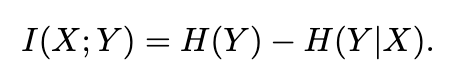 I(X; Y) = H(Y) − H(Y|X).